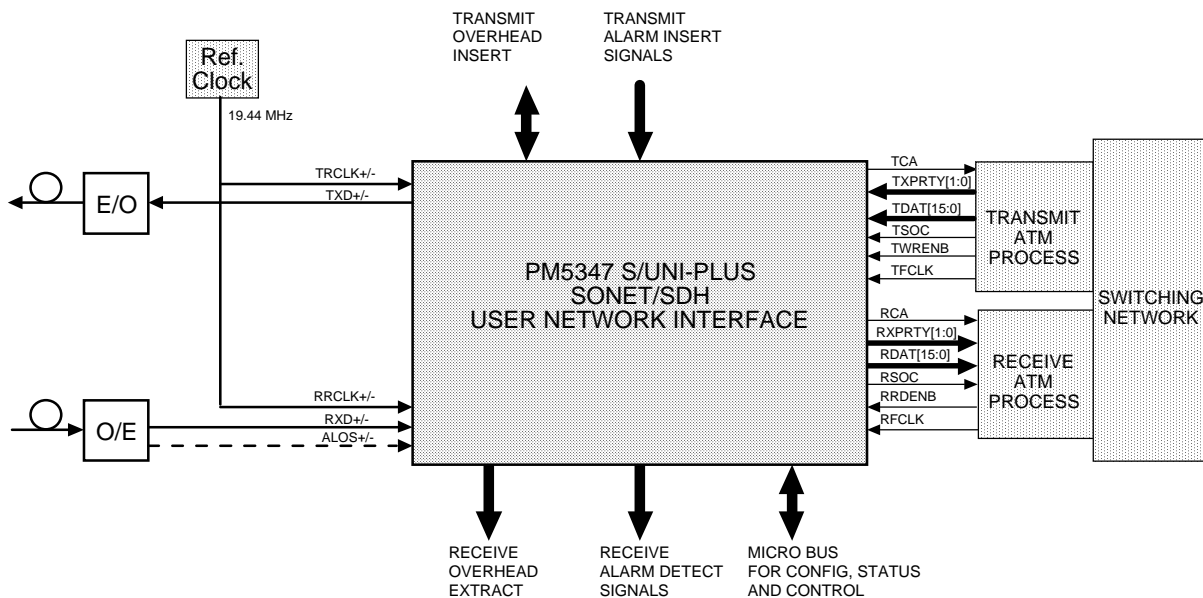 TRANSMIT
OVERHEAD
INSERT
TRANSMIT
ALARM INSERT
SIGNALS
Ref.
Clock
19.44 MHz
TRCLK+/-
TXD+/-
E/O
TCA
TXPRTY[1:0]
TDAT[15:0]
TSOC
TWRENB
TFCLK
TRANSMIT
ATM
PROCESS
PM5347 S/UNI-PLUS
SONET/SDH
USER NETWORK INTERFACE
SWITCHING
NETWORK
RCA
RXPRTY[1:0]
RDAT[15:0]
RSOC
RRDENB
RFCLK
RECEIVE
ATM
PROCESS
RRCLK+/-
RXD+/-
ALOS+/-
O/E
RECEIVE
OVERHEAD
EXTRACT
RECEIVE
ALARM DETECT
SIGNALS
MICRO BUS
FOR CONFIG, STATUS
AND CONTROL